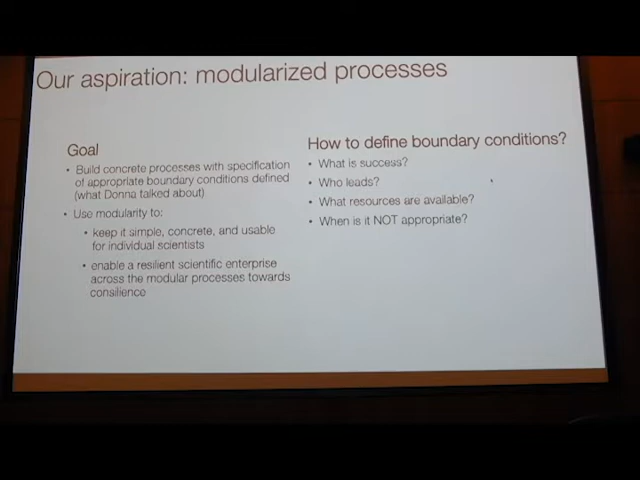 Our aspiration: modularized processes
Goal
• Build concrete processes with specification
of appropriate boundary conditions defined
(what Donna talked about)
• Use modularity to:
• keep it simple, concrete, and usable
for individual scientists
• enable a resilient scientific enterprise
across the modular processes towards
consilience
How to define boundary conditions?
• What is success?
• Who leads?
• What resources are available?
• When is it NOT appropriate?